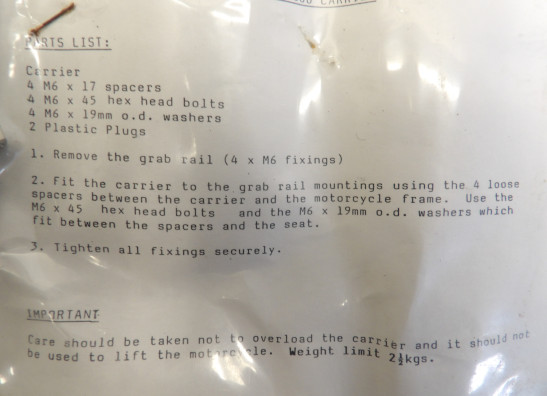 PARTS LIST:
Carrier
4 M6 x 17 spacers
4 M6 x 45 hex head bolts
4 M6 x 19mm o.d. washers
2 Plastic Plugs
1. Remove the grab rail (4 x M6 fixings)
2. Fit the carrier to the grab rail mountings using the 4 loose
spacers between the carrier and the motorcycle frame. Use the
M6 x 45 hex head bolts and the M6 x 19mm o.d. washers which
fit between the spacers and the seat.
3. Tighten all fixings securely.
IMPORTANT
Care should be taken not to overload the carrier and it should not
be used to lift the motorcycle. Weight limit 2½kgs.